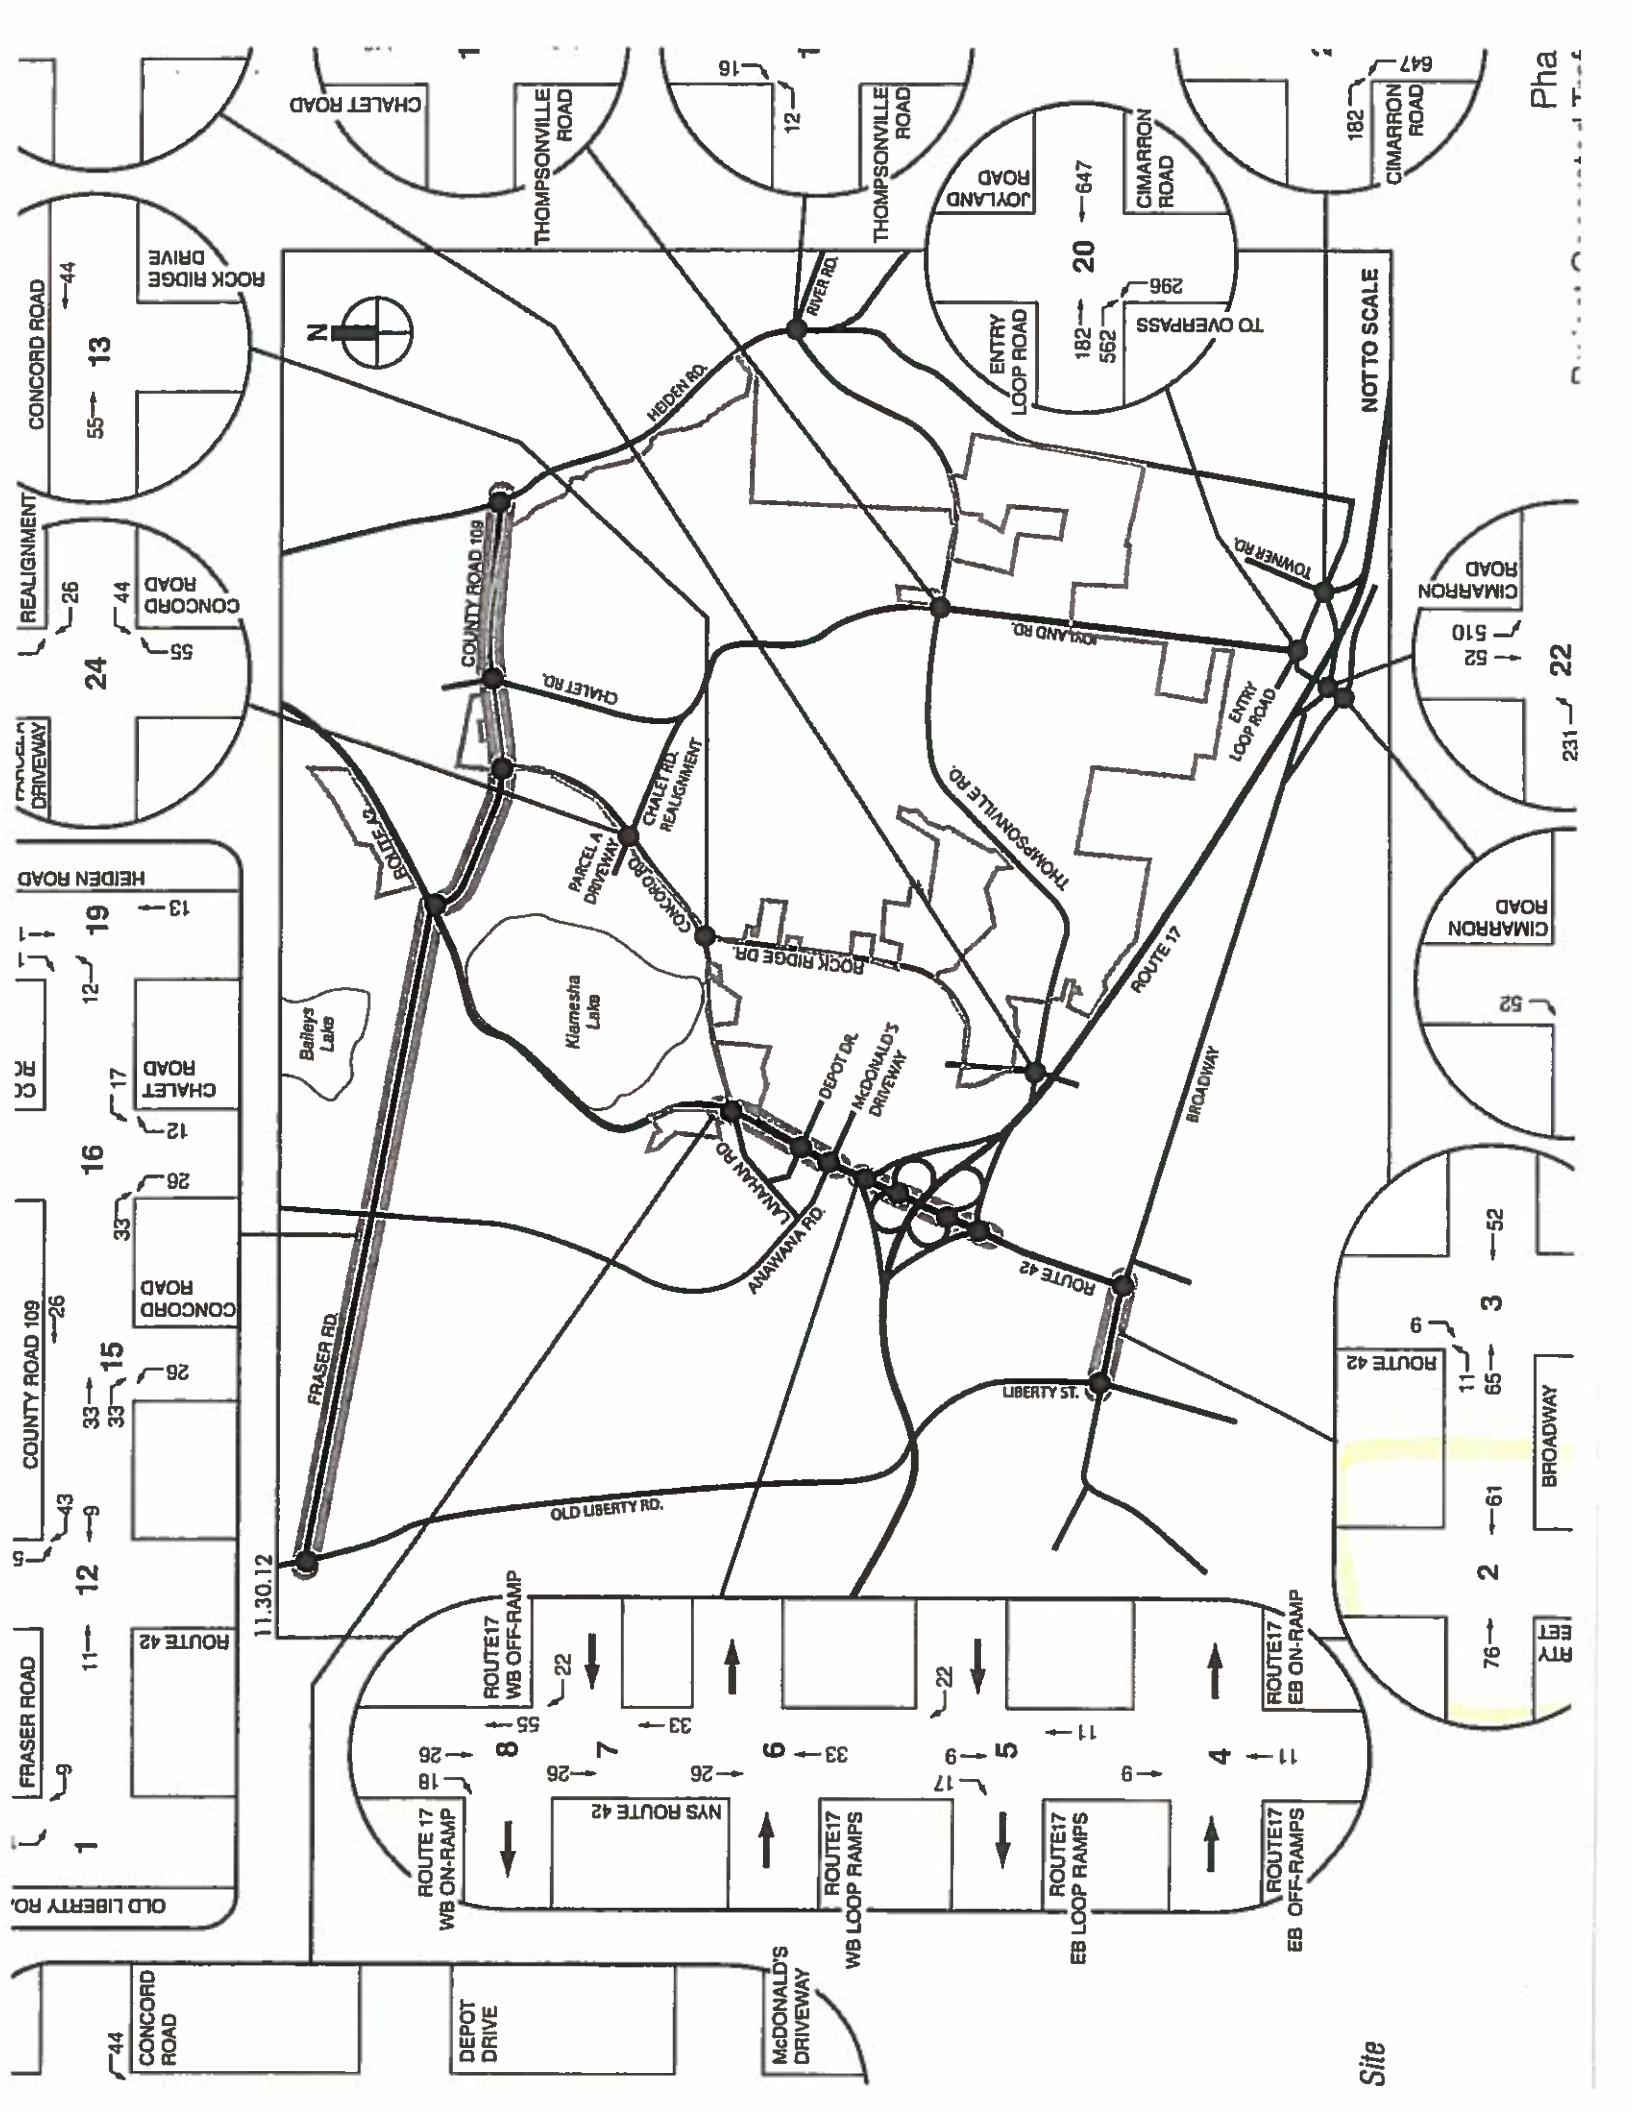 CHALET ROAD
THOMPSONVILLE
ROAD
16
12
THOMPSONVILLE
ROAD
182
647
CIMARRON
ROAD
Pha
CONCORD ROAD
44
55
13
ROCK RIDGE
DRIVE
N
JOYLAND
ROAD
647
CIMARRON
ROAD
20
ENTRY
LOOP ROAD
182
562
296
TO OVERPASS
NOT TO SCALE
RIVER RD.
HEIDEN RD.
REALIGNMENT
26
44
CONCORD
ROAD
55
24
DRIVEWAY
COUNTY ROAD 109
CHALET RD.
CHALET RD.
REALIGNMENT
PARCEL A
DRIVEWAY
CONCORD RD.
ROUTE 42
JOYLAND RD.
TOWNER RD.
ENTRY
LOOP ROAD
THOMPSONVILLE RD.
CIMARRON
ROAD
510
52
22
231
HEIDEN ROAD
13
19
12
CHALET
ROAD
17
12
16
26
33
Baileys
Lake
Kiamesha
Lake
ROCK RIDGE DR.
ROUTE 17
BROADWAY
CIMARRON
ROAD
52
COUNTY ROAD 109
26
CONCORD
ROAD
15
33
33
26
43
9
5
12
11
ROUTE 42
FRASER RD.
DEPOT DR.
McDONALD'S
DRIVEWAY
LANAHAN RD
ANAWANA RD.
ROUTE 42
LIBERTY ST.
OLD LIBERTY RD.
11.30.12
52
3
9
ROUTE 42
11
65
BROADWAY
61
2
76
FRASER ROAD
9
1
OLD LIBERTY RD.
ROUTE17
WB OFF-RAMP
22
55
26
8
18
33
7
26
26
6
33
22
9
5
17
11
9
4
11
ROUTE17
EB ON-RAMP
NYS ROUTE 42
ROUTE 17
WB ON-RAMP
ROUTE17
WB LOOP RAMPS
ROUTE17
EB LOOP RAMPS
ROUTE17
EB OFF-RAMPS
44
CONCORD
ROAD
DEPOT
DRIVE
McDONALD'S
DRIVEWAY
Site